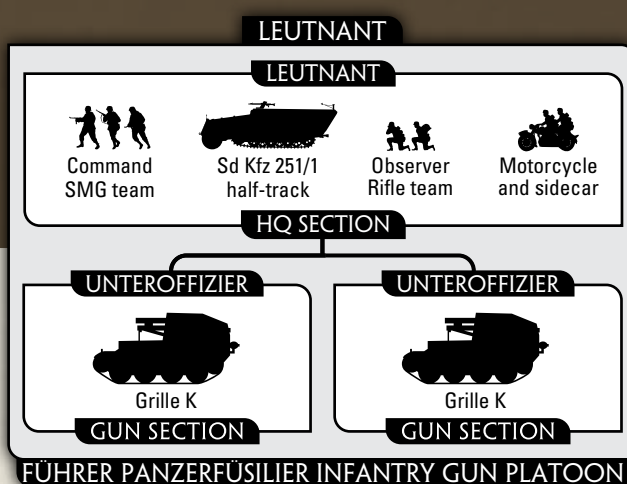 LEUTNANT
LEUTNANT
Command
SMG team
Sd Kfz 251/1
half-track
Observer
Rifle team
Motorcycle
and sidecar
HQ SECTION
UNTEROFFIZIER
Grille K
GUN SECTION
UNTEROFFIZIER
Grille K
GUN SECTION
FÜHRER PANZERFÜSILIER INFANTRY GUN PLATOON